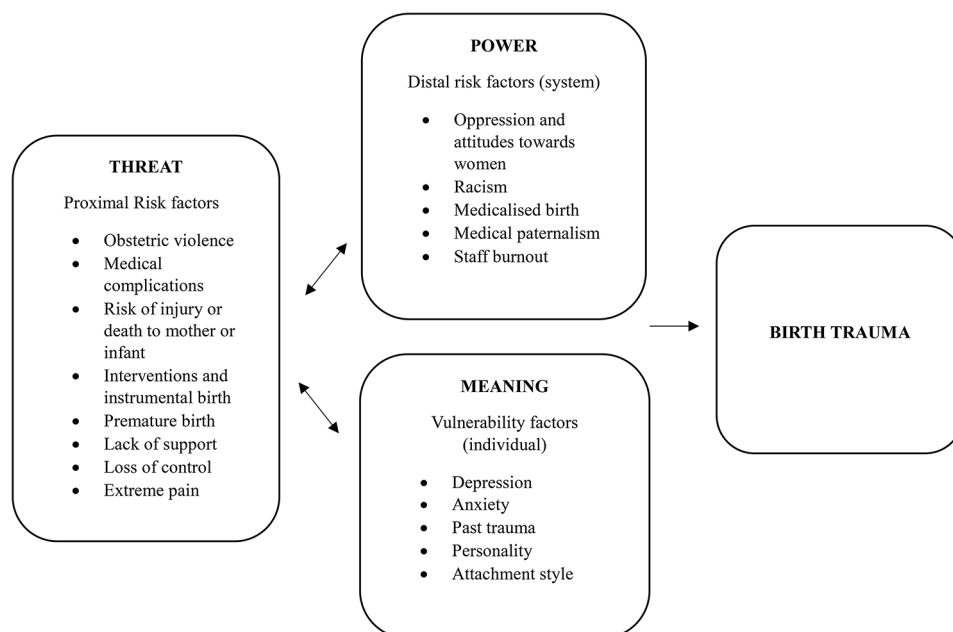 THREAT
Proximal Risk factors
• Obstetric violence
• Medical
complications
• Risk of injury or
death to mother or
infant
• Interventions and
instrumental birth
• Premature birth
• Lack of support
• Loss of control
• Extreme pain
POWER
Distal risk factors (system)
• Oppression and
attitudes towards
women
• Racism
• Medicalised birth
• Medical paternalism
• Staff burnout
MEANING
Vulnerability factors
(individual)
• Depression
• Anxiety
• Past trauma
• Personality
• Attachment style
BIRTH TRAUMA